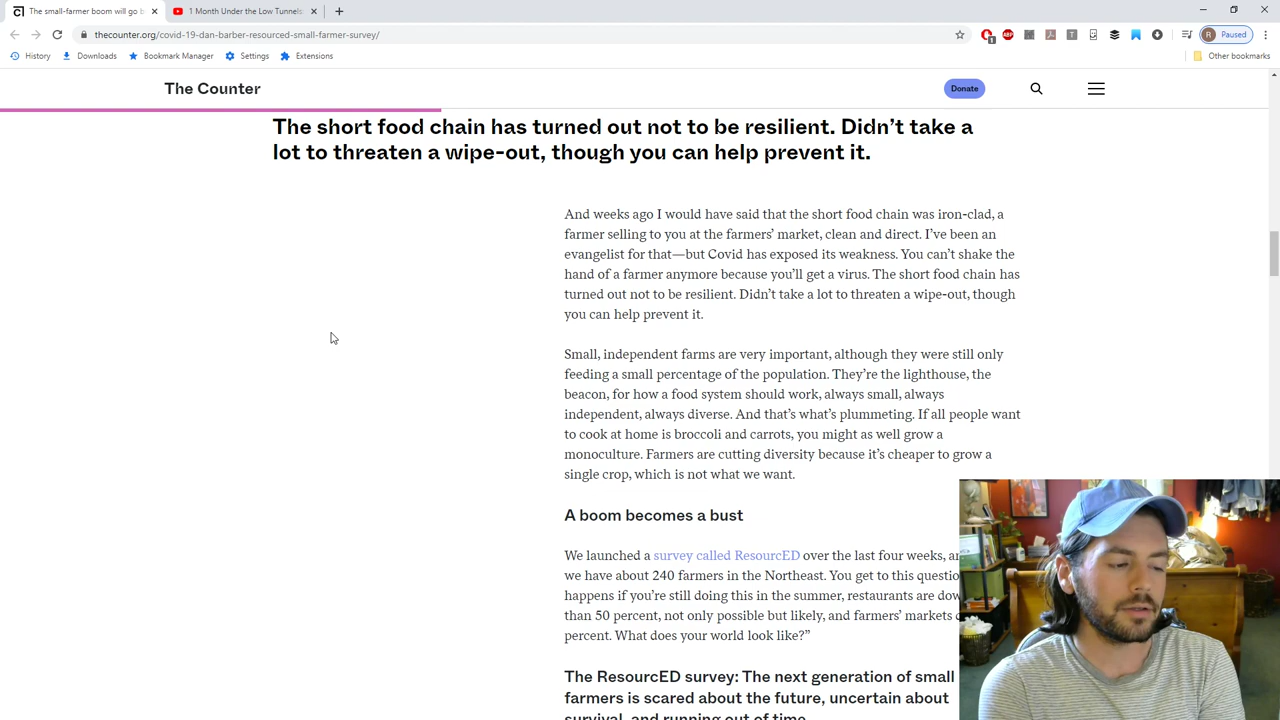 The small-farmer boom will go b
1 Month Under the Low Tunnels:
thecounter.org/covid-19-dan-barber-resourced-small-farmer-survey/
R Paused
History Downloads Bookmark Manager Settings Extensions Other bookmarks
The Counter
Donate
The short food chain has turned out not to be resilient. Didn’t take a
lot to threaten a wipe-out, though you can help prevent it.
And weeks ago I would have said that the short food chain was iron-clad, a
farmer selling to you at the farmers’ market, clean and direct. I’ve been an
evangelist for that—but Covid has exposed its weakness. You can’t shake the
hand of a farmer anymore because you’ll get a virus. The short food chain has
turned out not to be resilient. Didn’t take a lot to threaten a wipe-out, though
you can help prevent it.
Small, independent farms are very important, although they were still only
feeding a small percentage of the population. They’re the lighthouse, the
beacon, for how a food system should work, always small, always
independent, always diverse. And that’s what’s plummeting. If all people want
to cook at home is broccoli and carrots, you might as well grow a
monoculture. Farmers are cutting diversity because it’s cheaper to grow a
single crop, which is not what we want.
A boom becomes a bust
We launched a survey called ResourcED over the last four weeks,
we have about 240 farmers in the Northeast. You get to this
happens if you’re still doing this in the summer, restaurants are
than 50 percent, not only possible but likely, and farmers’ markets
percent. What does your world look like?”
The ResourcED survey: The next generation of small
farmers is scared about the future, uncertain about
survival, and running out of time